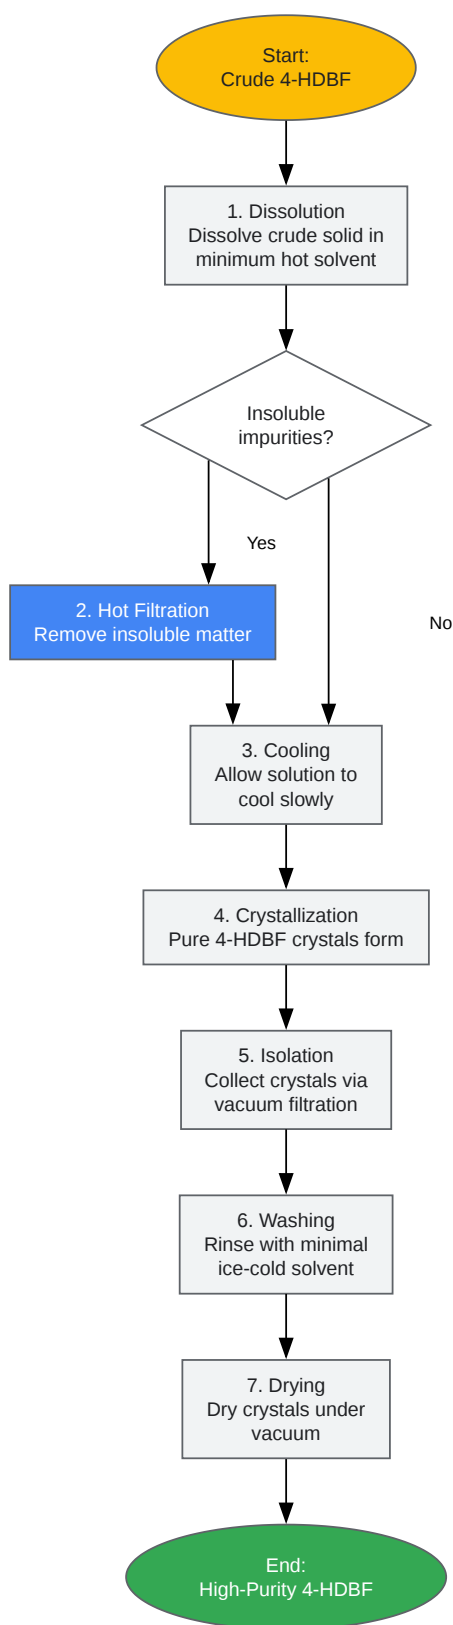 Start:
Crude 4-HDBF
1. Dissolution
Dissolve crude solid in
minimum hot solvent
Insoluble
impurities?
Yes
2. Hot Filtration
Remove insoluble matter
No
3. Cooling
Allow solution to
cool slowly
4. Crystallization
Pure 4-HDBF crystals form
5. Isolation
Collect crystals via
vacuum filtration
6. Washing
Rinse with minimal
ice-cold solvent
7. Drying
Dry crystals under
vacuum
End:
High-Purity 4-HDBF